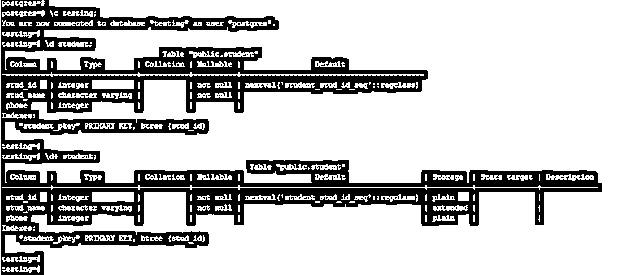 postgres=#
postgres=# \c testing;
You are now connected to database "testing" as user "postgres".
testing=#
testing=# \d student;
Table "public.student"
Column | Type | Collation | Nullable | Default
stud_id | integer | | not null | nextval('student_stud_id_seq'::regclass)
stud_name | character varying | | not null |
phone | integer | | |
Indexes:
"student_pkey" PRIMARY KEY, btree (stud_id)
testing=#
testing=# \d+ student;
Table "public.student"
Column | Type | Collation | Nullable | Default | Storage | Stats target | Description
stud_id | integer | | not null | nextval('student_stud_id_seq'::regclass) | plain | |
stud_name | character varying | | not null | | extended | |
phone | integer | | | | plain | |
Indexes:
"student_pkey" PRIMARY KEY, btree (stud_id)
testing=#
testing=#